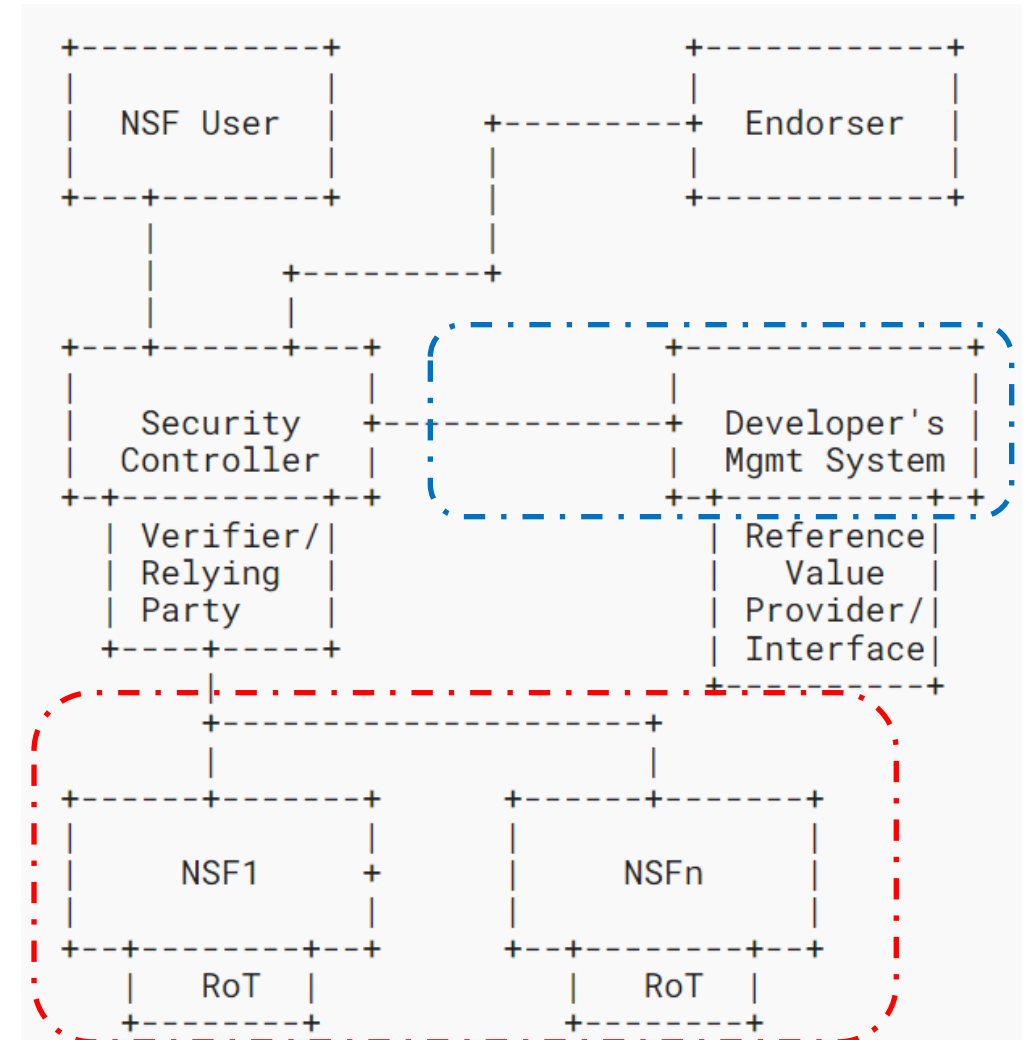 NSF User
Endorser
Security
Controller
Developer's
Mgmt System
Verifier/
Relying
Party
Reference
Value
Provider/
Interface
NSF1
NSFn
RoT
RoT